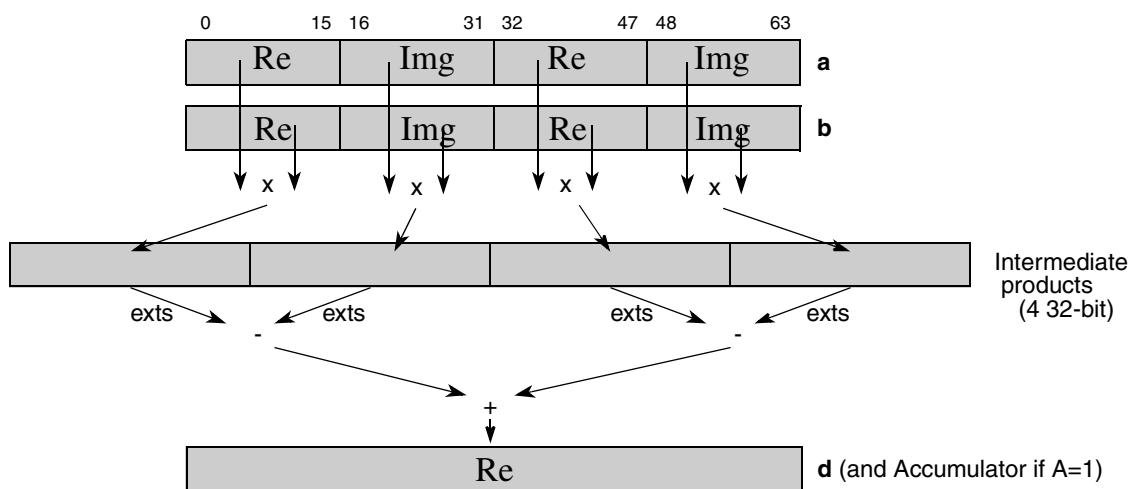 0 15 16 31 32 47 48 63
Re Img Re Img a
Re Img Re Img b
x x x x
Intermediate
products
(4 32-bit)
exts exts exts exts
- -
+
Re d (and Accumulator if A=1)